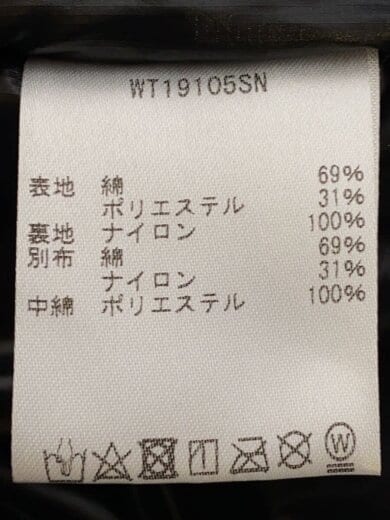 WT19105SN
表地 綿 69%
ポリエステル 31%
裏地 ナイロン 100%
別布 綿 69%
ナイロン 31%
中綿 ポリエステル 100%
W